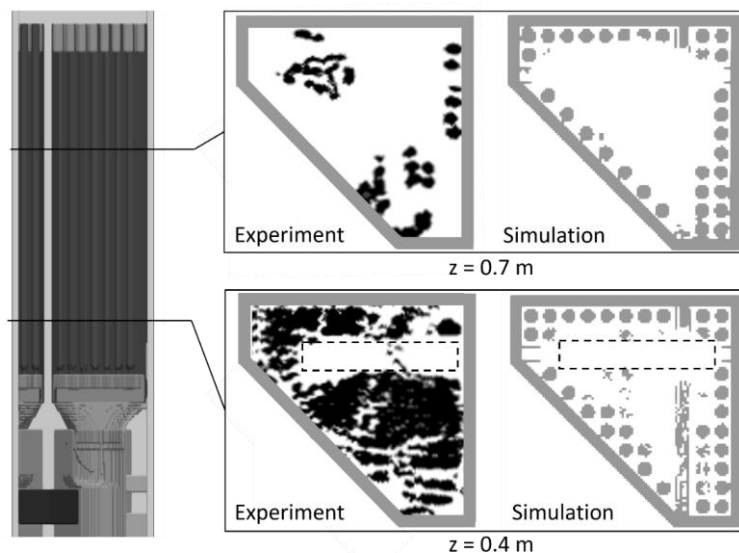 Experiment
Simulation
z = 0.7 m
Experiment
Simulation
z = 0.4 m